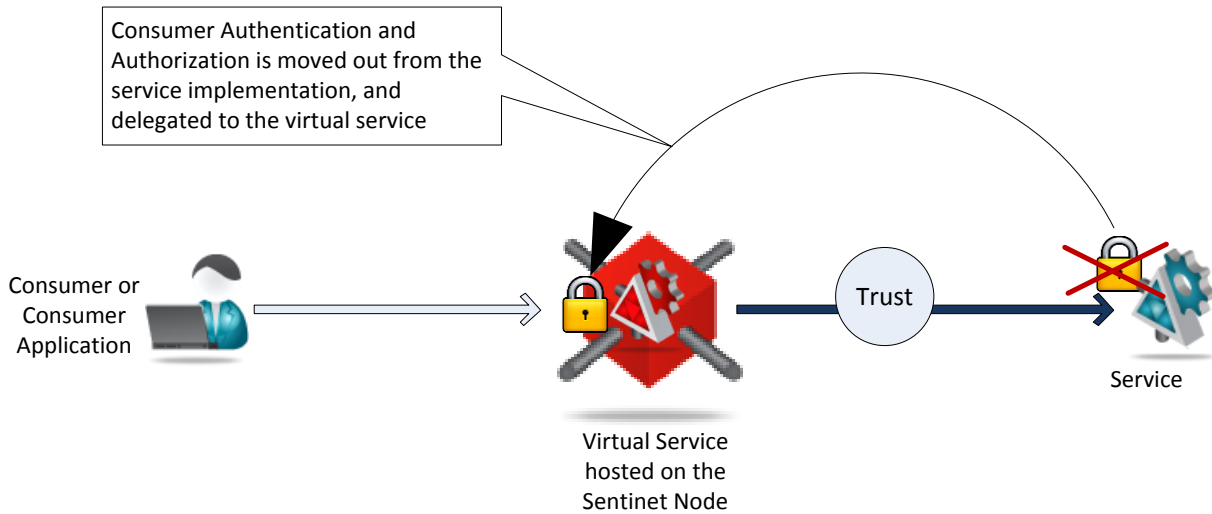 Consumer Authentication and
Authorization is moved out from the
service implementation, and
delegated to the virtual service
Consumer or
Consumer
Application
Trust
Service
Virtual Service
hosted on the
Sentinet Node